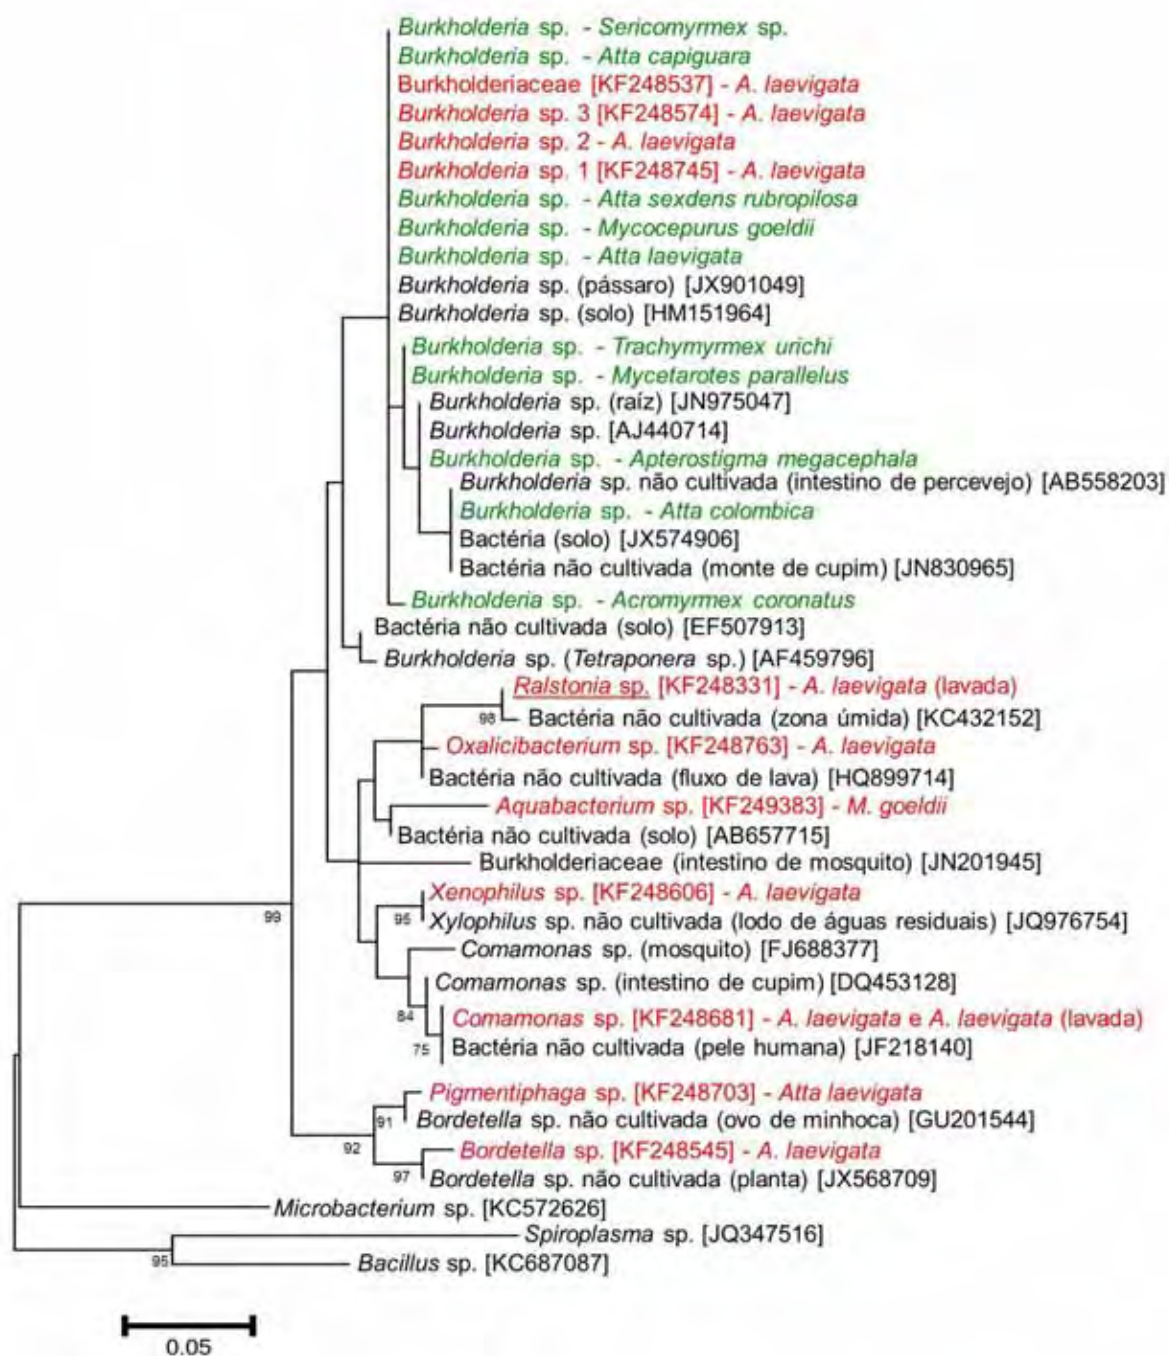 Burkholderia sp. - Sericomyrmex sp.
Burkholderia sp. - Atta capiguara
Burkholderiaceae [KF248537] - A. laevigata
Burkholderia sp. 3 [KF248574] - A. laevigata
Burkholderia sp. 2 - A. laevigata
Burkholderia sp. 1 [KF248745] - A. laevigata
Burkholderia sp. - Atta sexdens rubropilosa
Burkholderia sp. - Mycocepurus goeldii
Burkholderia sp. - Atta laevigata
Burkholderia sp. (pássaro) [JX901049]
Burkholderia sp. (solo) [HM151964]
Burkholderia sp. - Trachymyrmex urichi
Burkholderia sp. - Mycetarotes parallelus
Burkholderia sp. (raíz) [JN975047]
Burkholderia sp. [AJ440714]
Burkholderia sp. - Apterostigma megacephala
Burkholderia sp. não cultivada (intestino de percevejo) [AB558203]
Burkholderia sp. - Atta colombica
Bactéria (solo) [JX574906]
Bactéria não cultivada (monte de cupim) [JN830965]
Burkholderia sp. - Acromyrmex coronatus
Bactéria não cultivada (solo) [EF507913]
Burkholderia sp. (Tetraponera sp.) [AF459796]
Ralstonia sp. [KF248331] - A. laevigata (lavada)
98
Bactéria não cultivada (zona úmida) [KC432152]
Oxalicibacterium sp. [KF248763] - A. laevigata
Bactéria não cultivada (fluxo de lava) [HQ899714]
Aquabacterium sp. [KF249383] - M. goeldii
Bactéria não cultivada (solo) [AB657715]
Burkholderiaceae (intestino de mosquito) [JN201945]
Xenophilus sp. [KF248606] - A. laevigata
99
95
Xylophilus sp. não cultivada (lodo de águas residuais) [JQ976754]
Comamonas sp. (mosquito) [FJ688377]
Comamonas sp. (intestino de cupim) [DQ453128]
84
Comamonas sp. [KF248681] - A. laevigata e A. laevigata (lavada)
75
Bactéria não cultivada (pele humana) [JF218140]
Pigmentiphaga sp. [KF248703] - Atta laevigata
91
Bordetella sp. não cultivada (ovo de minhoca) [GU201544]
92
Bordetella sp. [KF248545] - A. laevigata
97
Bordetella sp. não cultivada (planta) [JX568709]
Microbacterium sp. [KC572626]
Spiroplasma sp. [JQ347516]
95
Bacillus sp. [KC687087]
0.05